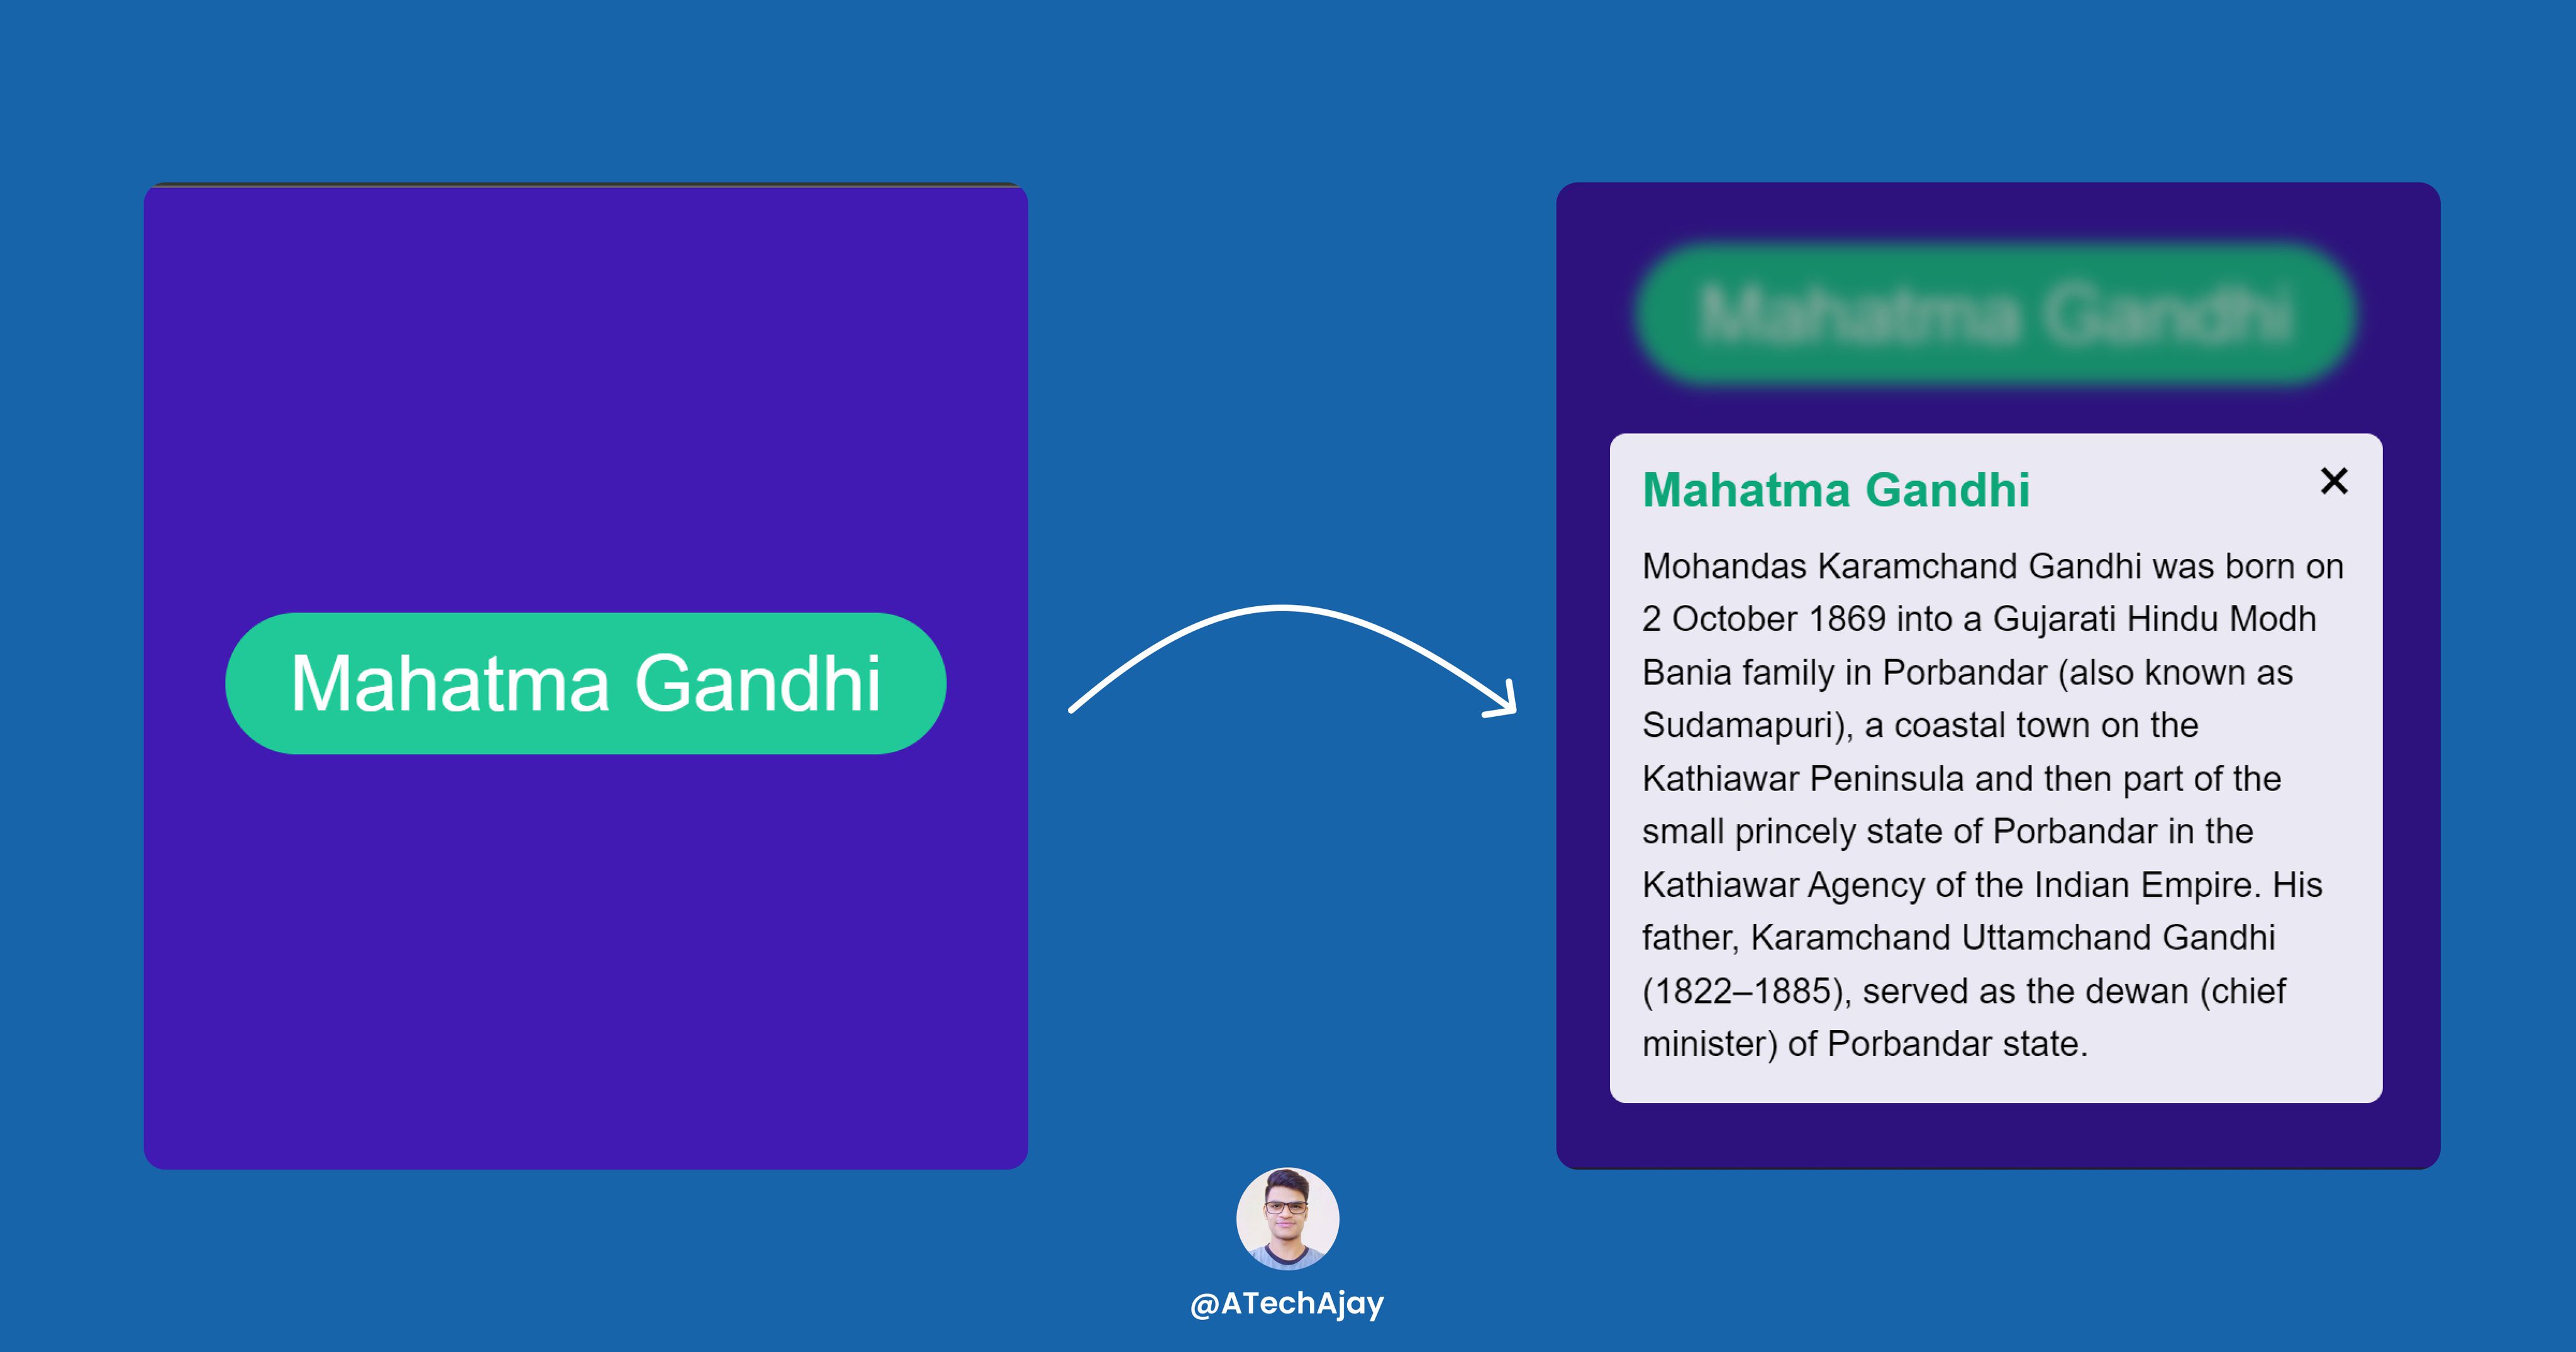 Mahatma Gandhi
Mahatma Gandhi
Mahatma Gandhi
Mohandas Karamchand Gandhi was born on
2 October 1869 into a Gujarati Hindu Modh
Bania family in Porbandar (also known as
Sudamapuri), a coastal town on the
Kathiawar Peninsula and then part of the
small princely state of Porbandar in the
Kathiawar Agency of the Indian Empire. His
father, Karamchand Uttamchand Gandhi
(1822–1885), served as the dewan (chief
minister) of Porbandar state.
@ATechAjay